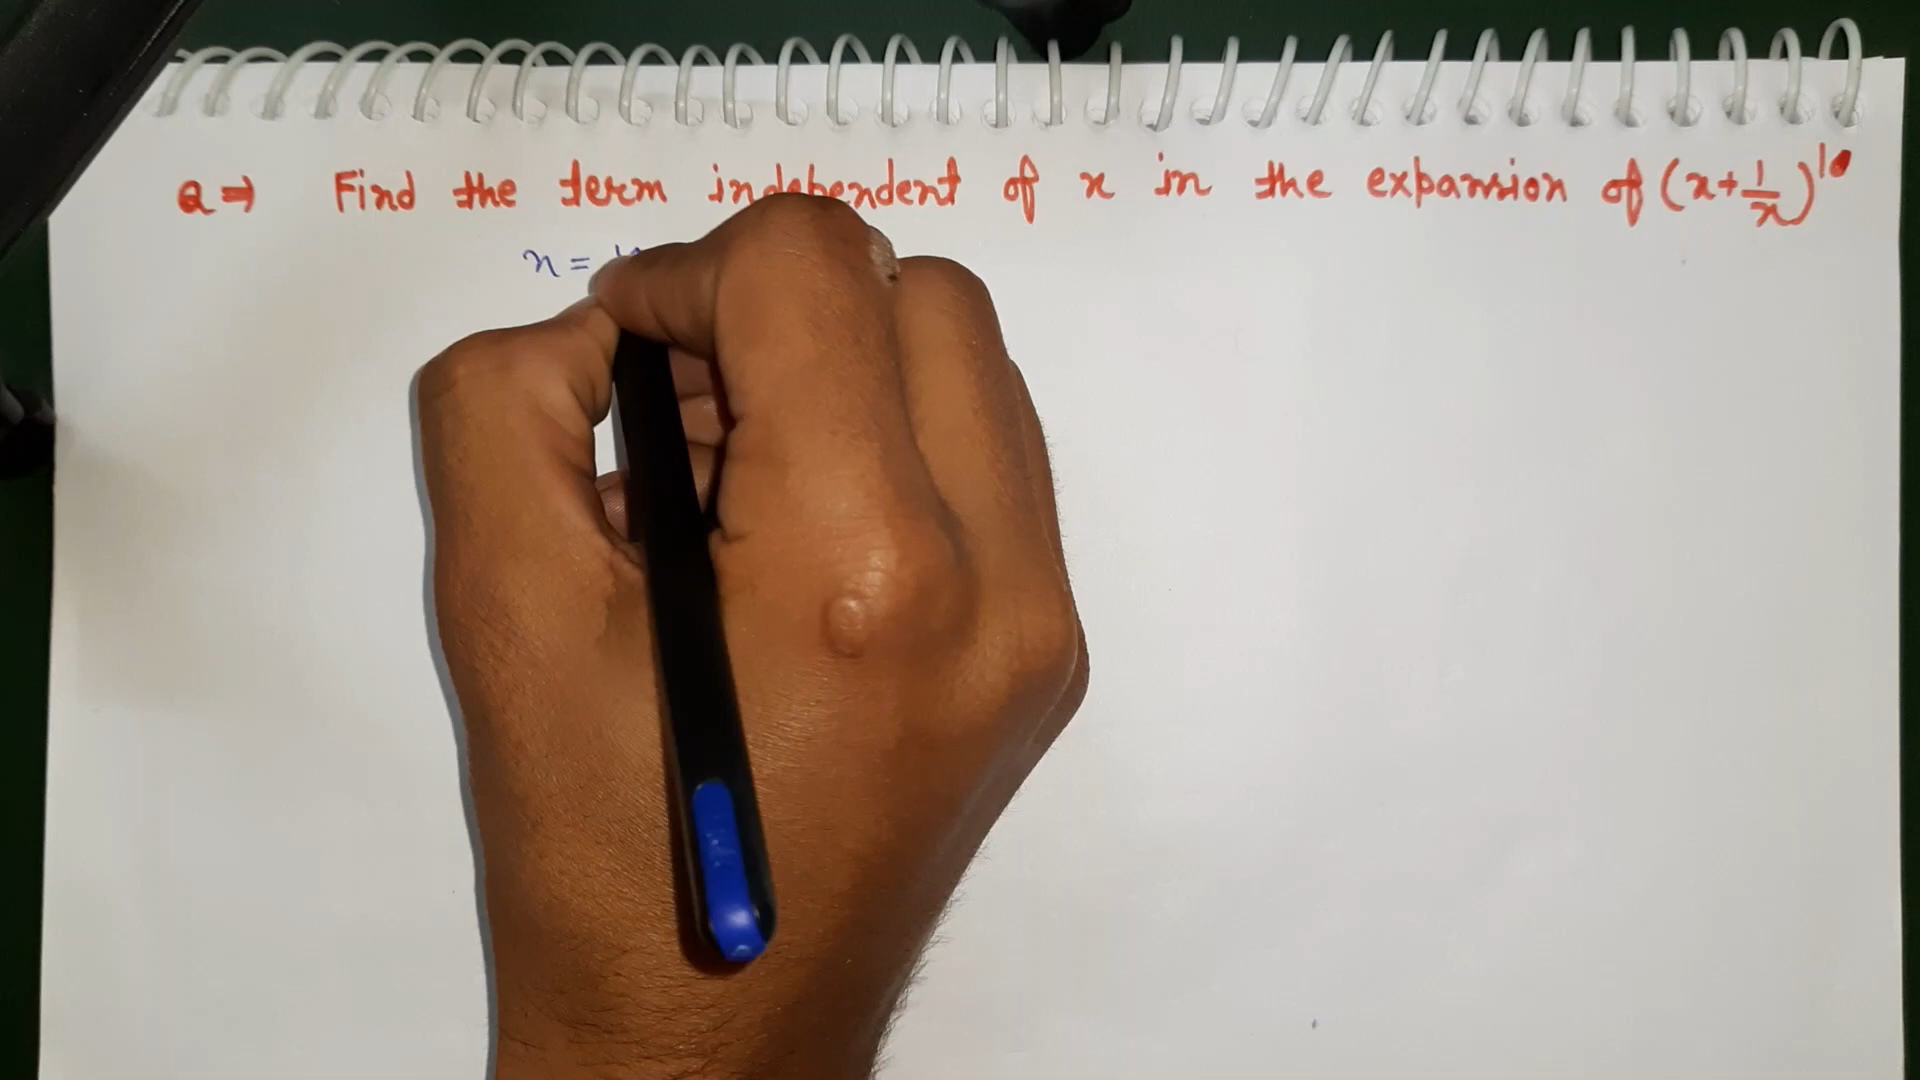 Q⇒ Find the term independent of x in the expansion of (x+1/x)^10
n =